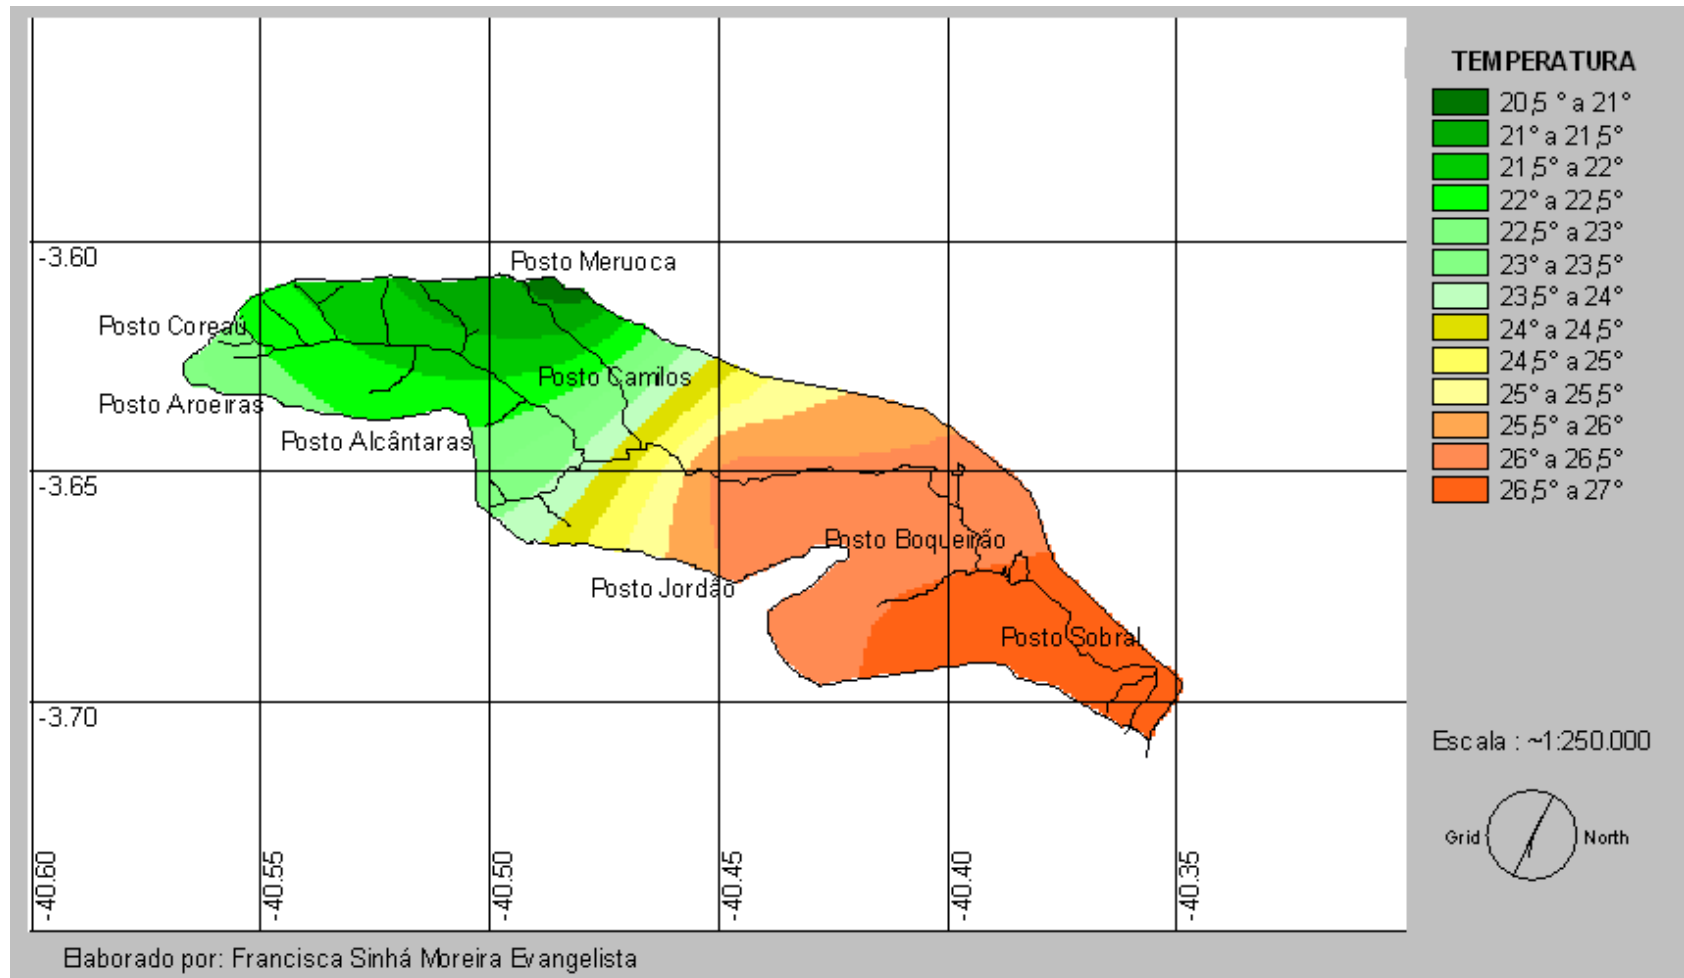 TEMPERATURA
20,5 ° a 21°
21° a 21,5°
21,5° a 22°
22° a 22,5°
22,5° a 23°
23° a 23,5°
23,5° a 24°
24° a 24,5°
24,5° a 25°
25° a 25,5°
25,5° a 26°
26° a 26,5°
26,5° a 27°
-3.60
Posto Meruoca
Posto Coreaú
Posto Camilos
Posto Aroeiras
Posto Alcântaras
-3.65
Posto Boqueirão
Posto Jordão
Posto Sobral
-3.70
Escala : ~1:250.000
Grid North
-40.60
-40.55
-40.50
-40.45
-40.40
-40.35
Elaborado por: Francisca Sinhá Moreira Evangelista